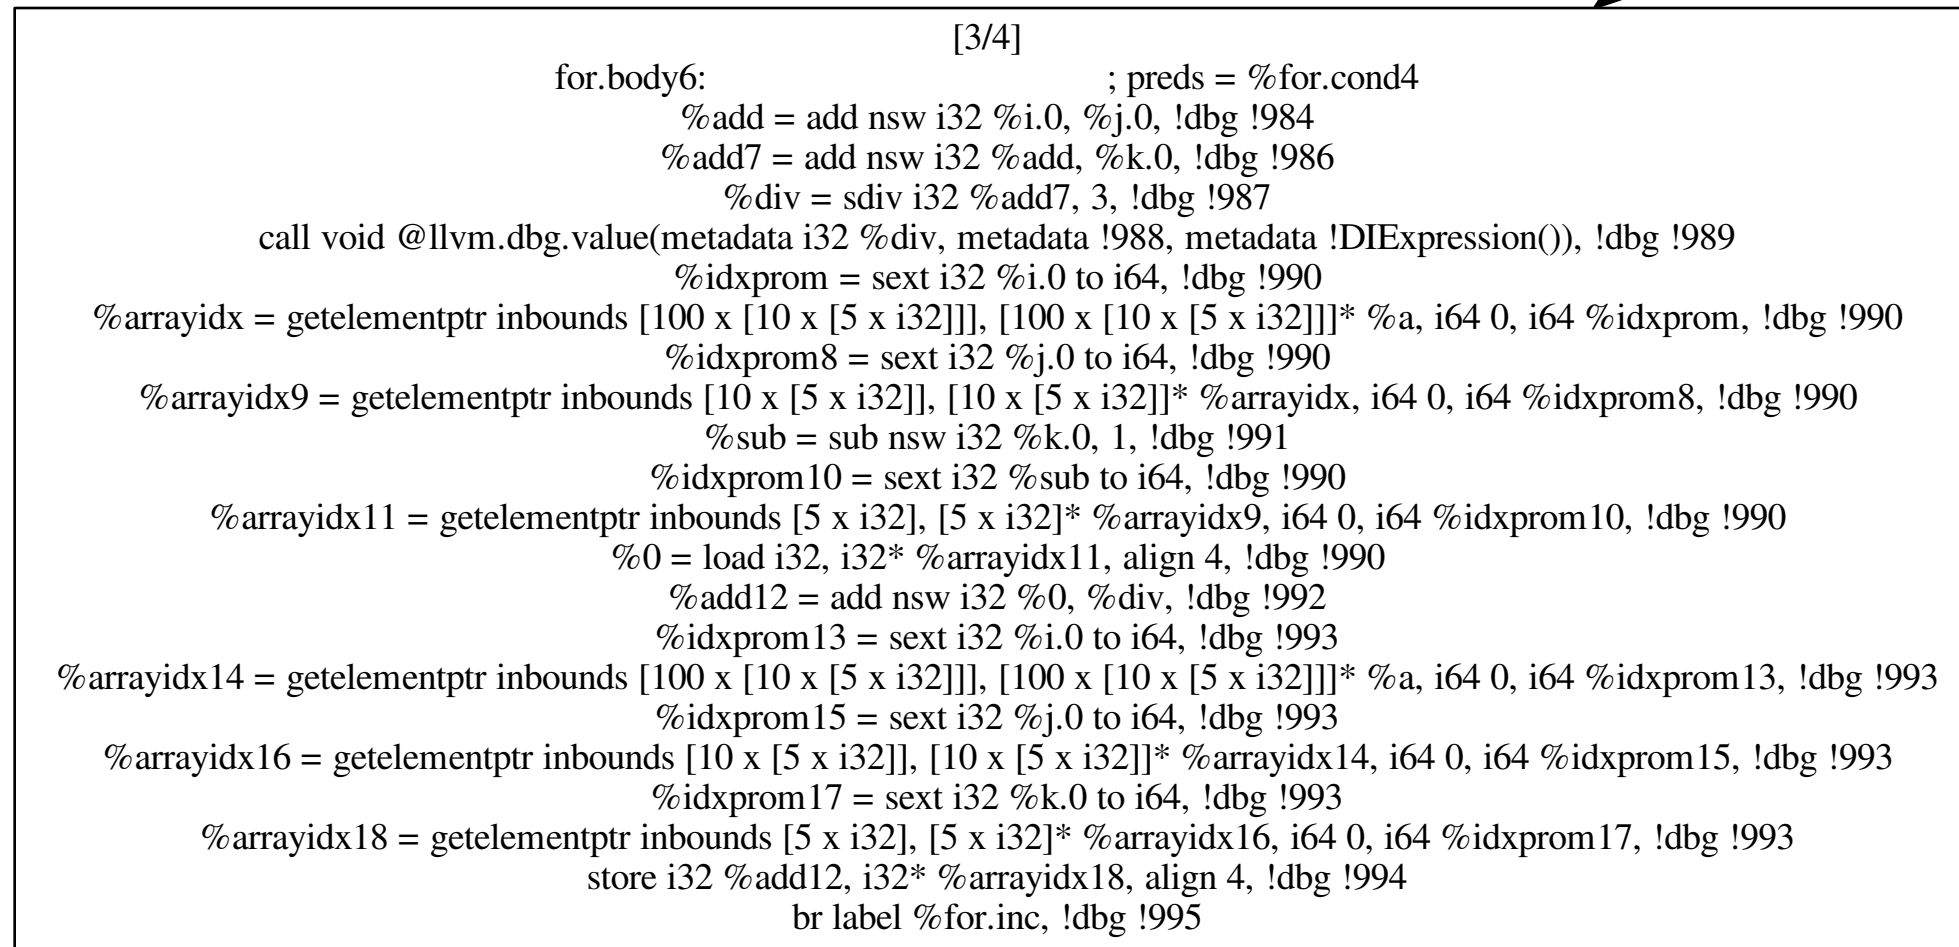 [3/4]
for.body6: ; preds = %for.cond4
%add = add nsw i32 %i.0, %j.0, !dbg !984
%add7 = add nsw i32 %add, %k.0, !dbg !986
%div = sdiv i32 %add7, 3, !dbg !987
call void @llvm.dbg.value(metadata i32 %div, metadata !988, metadata !DIExpression()), !dbg !989
%idxprom = sext i32 %i.0 to i64, !dbg !990
%arrayidx = getelementptr inbounds [100 x [10 x [5 x i32]]], [100 x [10 x [5 x i32]]]* %a, i64 0, i64 %idxprom, !dbg !990
%idxprom8 = sext i32 %j.0 to i64, !dbg !990
%arrayidx9 = getelementptr inbounds [10 x [5 x i32]], [10 x [5 x i32]]* %arrayidx, i64 0, i64 %idxprom8, !dbg !990
%sub = sub nsw i32 %k.0, 1, !dbg !991
%idxprom10 = sext i32 %sub to i64, !dbg !990
%arrayidx11 = getelementptr inbounds [5 x i32], [5 x i32]* %arrayidx9, i64 0, i64 %idxprom10, !dbg !990
%0 = load i32, i32* %arrayidx11, align 4, !dbg !990
%add12 = add nsw i32 %0, %div, !dbg !992
%idxprom13 = sext i32 %i.0 to i64, !dbg !993
%arrayidx14 = getelementptr inbounds [100 x [10 x [5 x i32]]], [100 x [10 x [5 x i32]]]* %a, i64 0, i64 %idxprom13, !dbg !993
%idxprom15 = sext i32 %j.0 to i64, !dbg !993
%arrayidx16 = getelementptr inbounds [10 x [5 x i32]], [10 x [5 x i32]]* %arrayidx14, i64 0, i64 %idxprom15, !dbg !993
%idxprom17 = sext i32 %k.0 to i64, !dbg !993
%arrayidx18 = getelementptr inbounds [5 x i32], [5 x i32]* %arrayidx16, i64 0, i64 %idxprom17, !dbg !993
store i32 %add12, i32* %arrayidx18, align 4, !dbg !994
br label %for.inc, !dbg !995